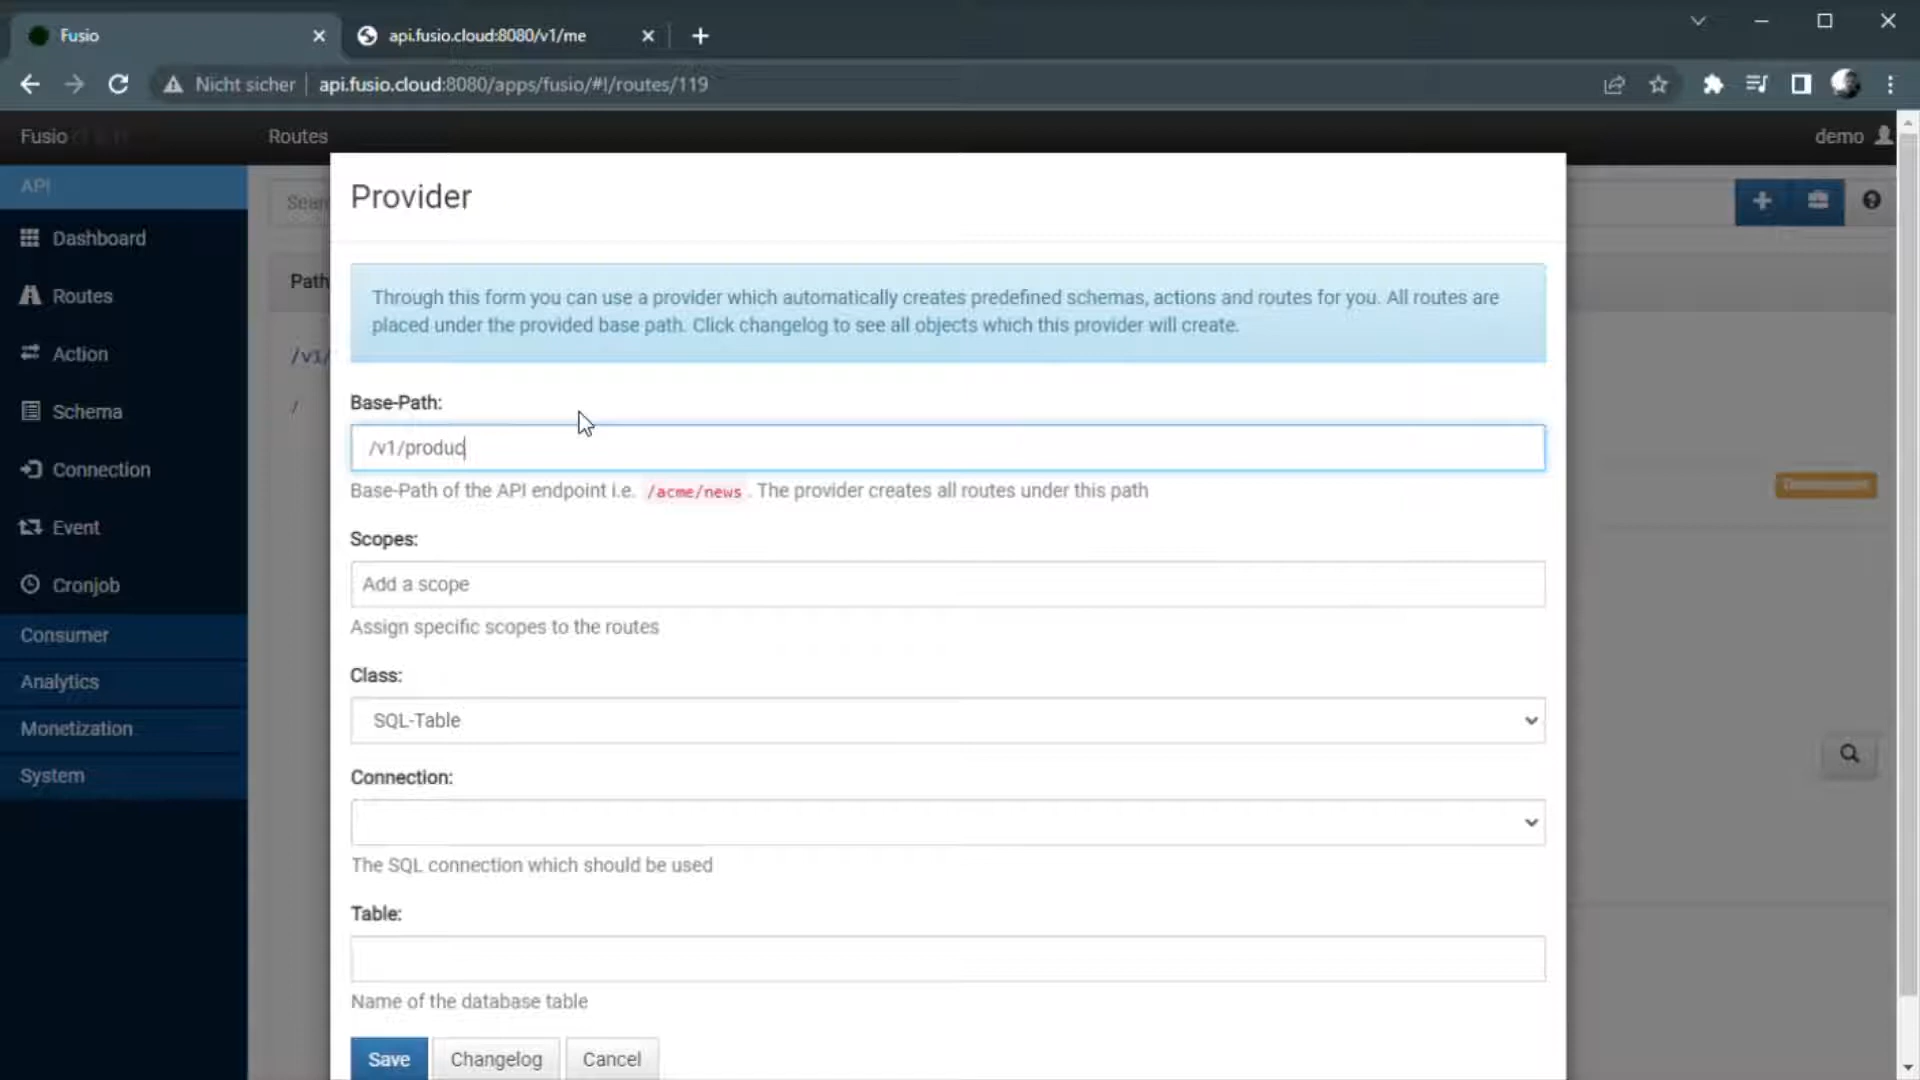 Fusio
api.fusio.cloud:8080/v1/me
Nicht sicher
api.fusio.cloud:8080/apps/fusio/#!/routes/119
Fusio
Routes
demo
API
Dashboard
Routes
Action
Schema
Connection
Event
Cronjob
Consumer
Analytics
Monetization
System
Path
/v1/
/
Provider
Through this form you can use a provider which automatically creates predefined schemas, actions and routes for you. All routes are
placed under the provided base path. Click changelog to see all objects which this provider will create.
Base-Path:
/v1/produc
Base-Path of the API endpoint i.e. /acme/news . The provider creates all routes under this path
Scopes:
Add a scope
Assign specific scopes to the routes
Class:
SQL-Table
Connection:
The SQL connection which should be used
Table:
Name of the database table
Save
Changelog
Cancel